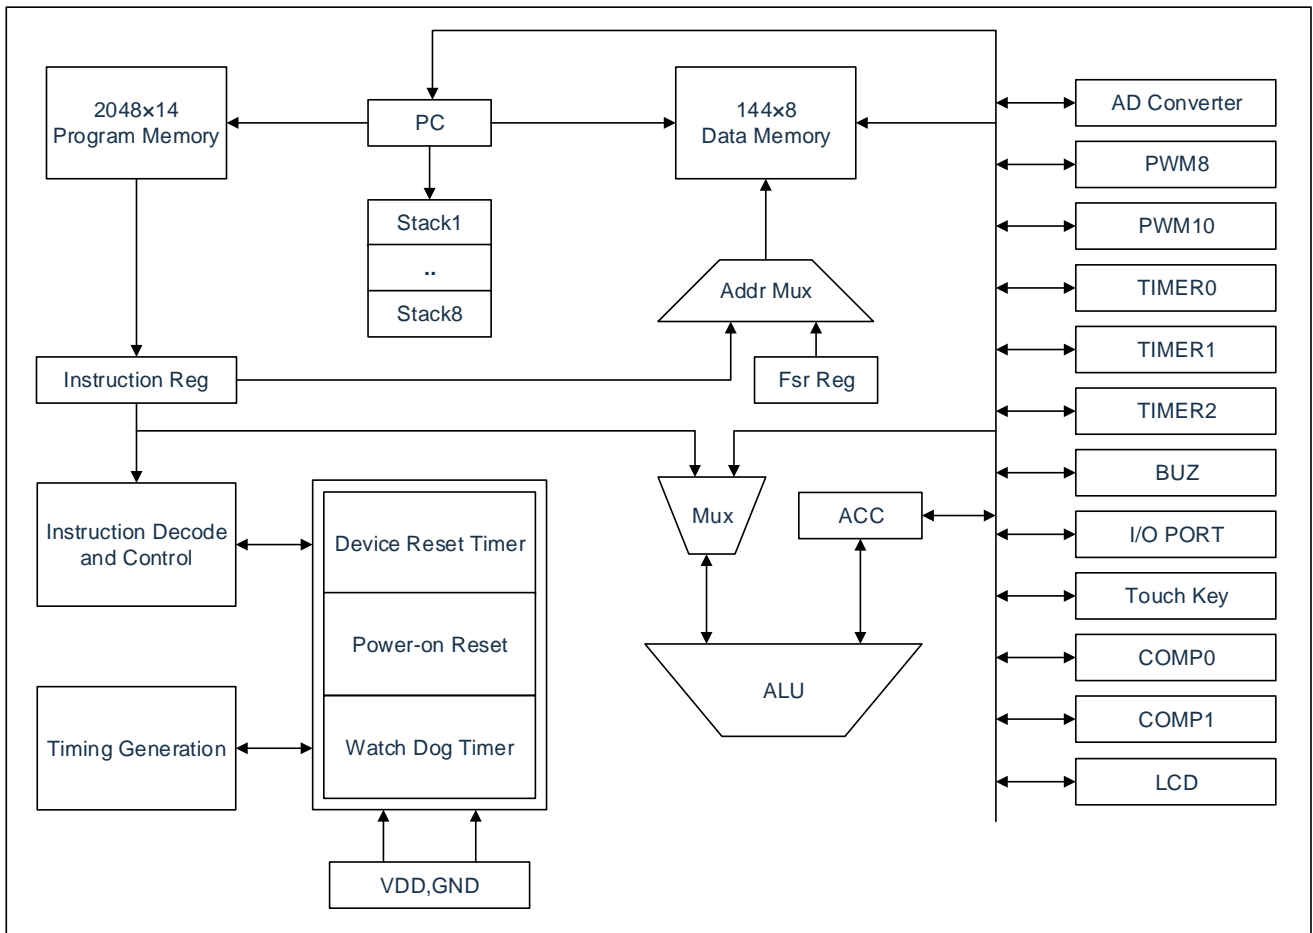 2048×14
Program Memory
PC
144×8
Data Memory
Stack1
..
Stack8
Addr Mux
Instruction Reg
Fsr Reg
Instruction Decode
and Control
Device Reset Timer
Power-on Reset
Watch Dog Timer
Timing Generation
VDD,GND
Mux
ACC
ALU
AD Converter
PWM8
PWM10
TIMER0
TIMER1
TIMER2
BUZ
I/O PORT
Touch Key
COMP0
COMP1
LCD